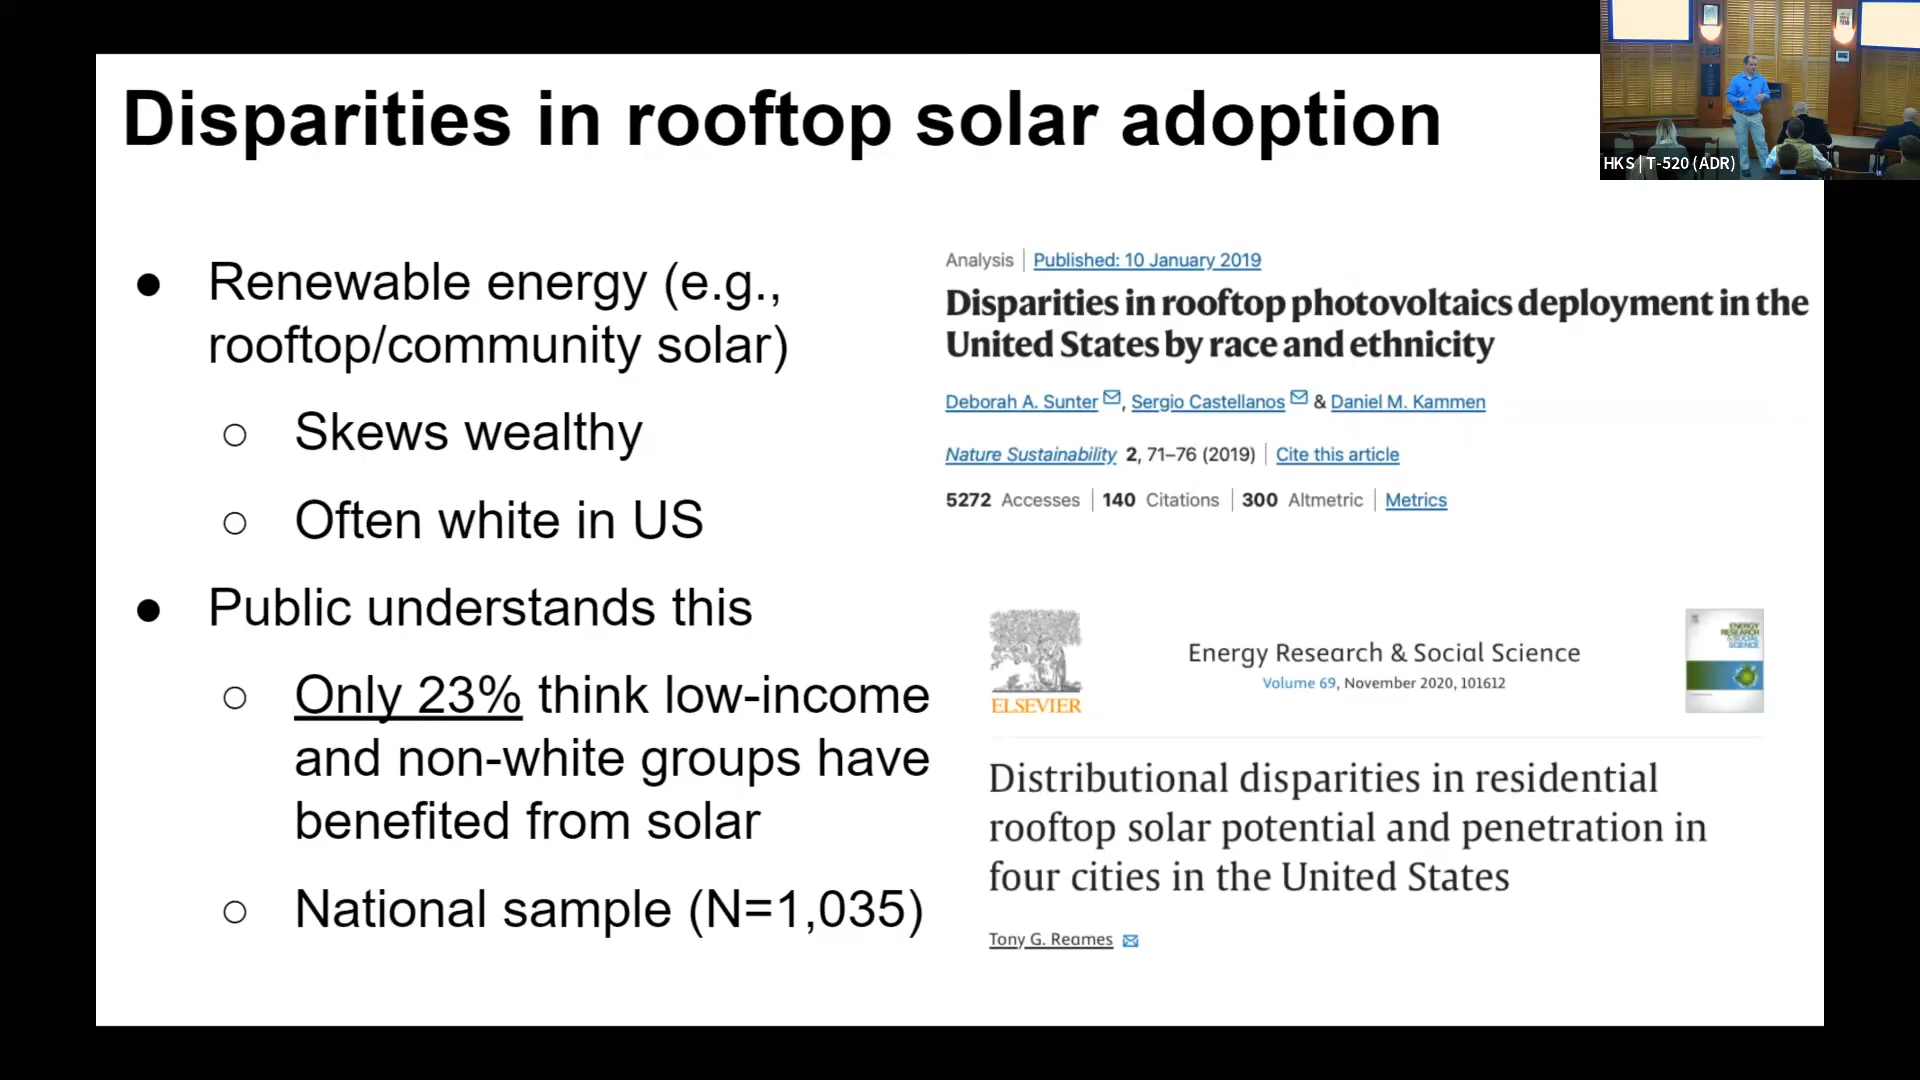 Disparities in rooftop solar adoption
HKS | T-520 (ADR)
● Renewable energy (e.g.,
rooftop/community solar)
○ Skews wealthy
○ Often white in US
● Public understands this
○ Only 23% think low-income
and non-white groups have
benefited from solar
○ National sample (N=1,035)
Analysis | Published: 10 January 2019
Disparities in rooftop photovoltaics deployment in the
United States by race and ethnicity
Deborah A. Sunter, Sergio Castellanos & Daniel M. Kammen
Nature Sustainability 2, 71–76 (2019) | Cite this article
5272 Accesses | 140 Citations | 300 Altmetric | Metrics
ELSEVIER
Energy Research & Social Science
Volume 69, November 2020, 101612
ENERGY
RESEARCH
& SOCIAL
SCIENCE
Distributional disparities in residential
rooftop solar potential and penetration in
four cities in the United States
Tony G. Reames